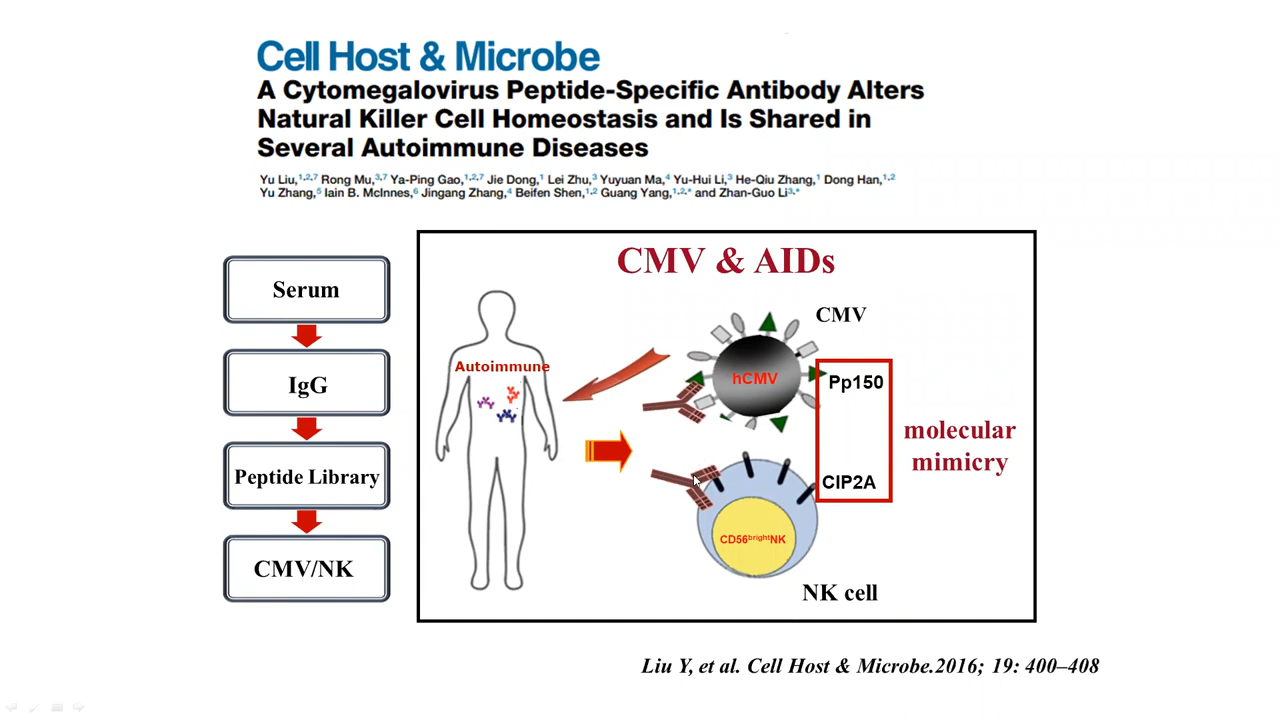 Cell Host & Microbe
A Cytomegalovirus Peptide-Specific Antibody Alters
Natural Killer Cell Homeostasis and Is Shared in
Several Autoimmune Diseases
Yu Liu,1,2,7 Rong Mu,3,7 Ya-Ping Gao,1,2,7 Jie Dong,1 Lei Zhu,3 Yuyuan Ma,4 Yu-Hui Li,3 He-Qiu Zhang,1 Dong Han,1,2
Yu Zhang,5 Iain B. McInnes,6 Jingang Zhang,4 Beifen Shen,1,2 Guang Yang,1,2,* and Zhan-Guo Li3,*
Serum
IgG
Peptide Library
CMV/NK
CMV & AIDs
CMV
Autoimmune
hCMV
Pp150
molecular
mimicry
CIP2A
CD56brightNK
NK cell
Liu Y, et al. Cell Host & Microbe.2016; 19: 400–408